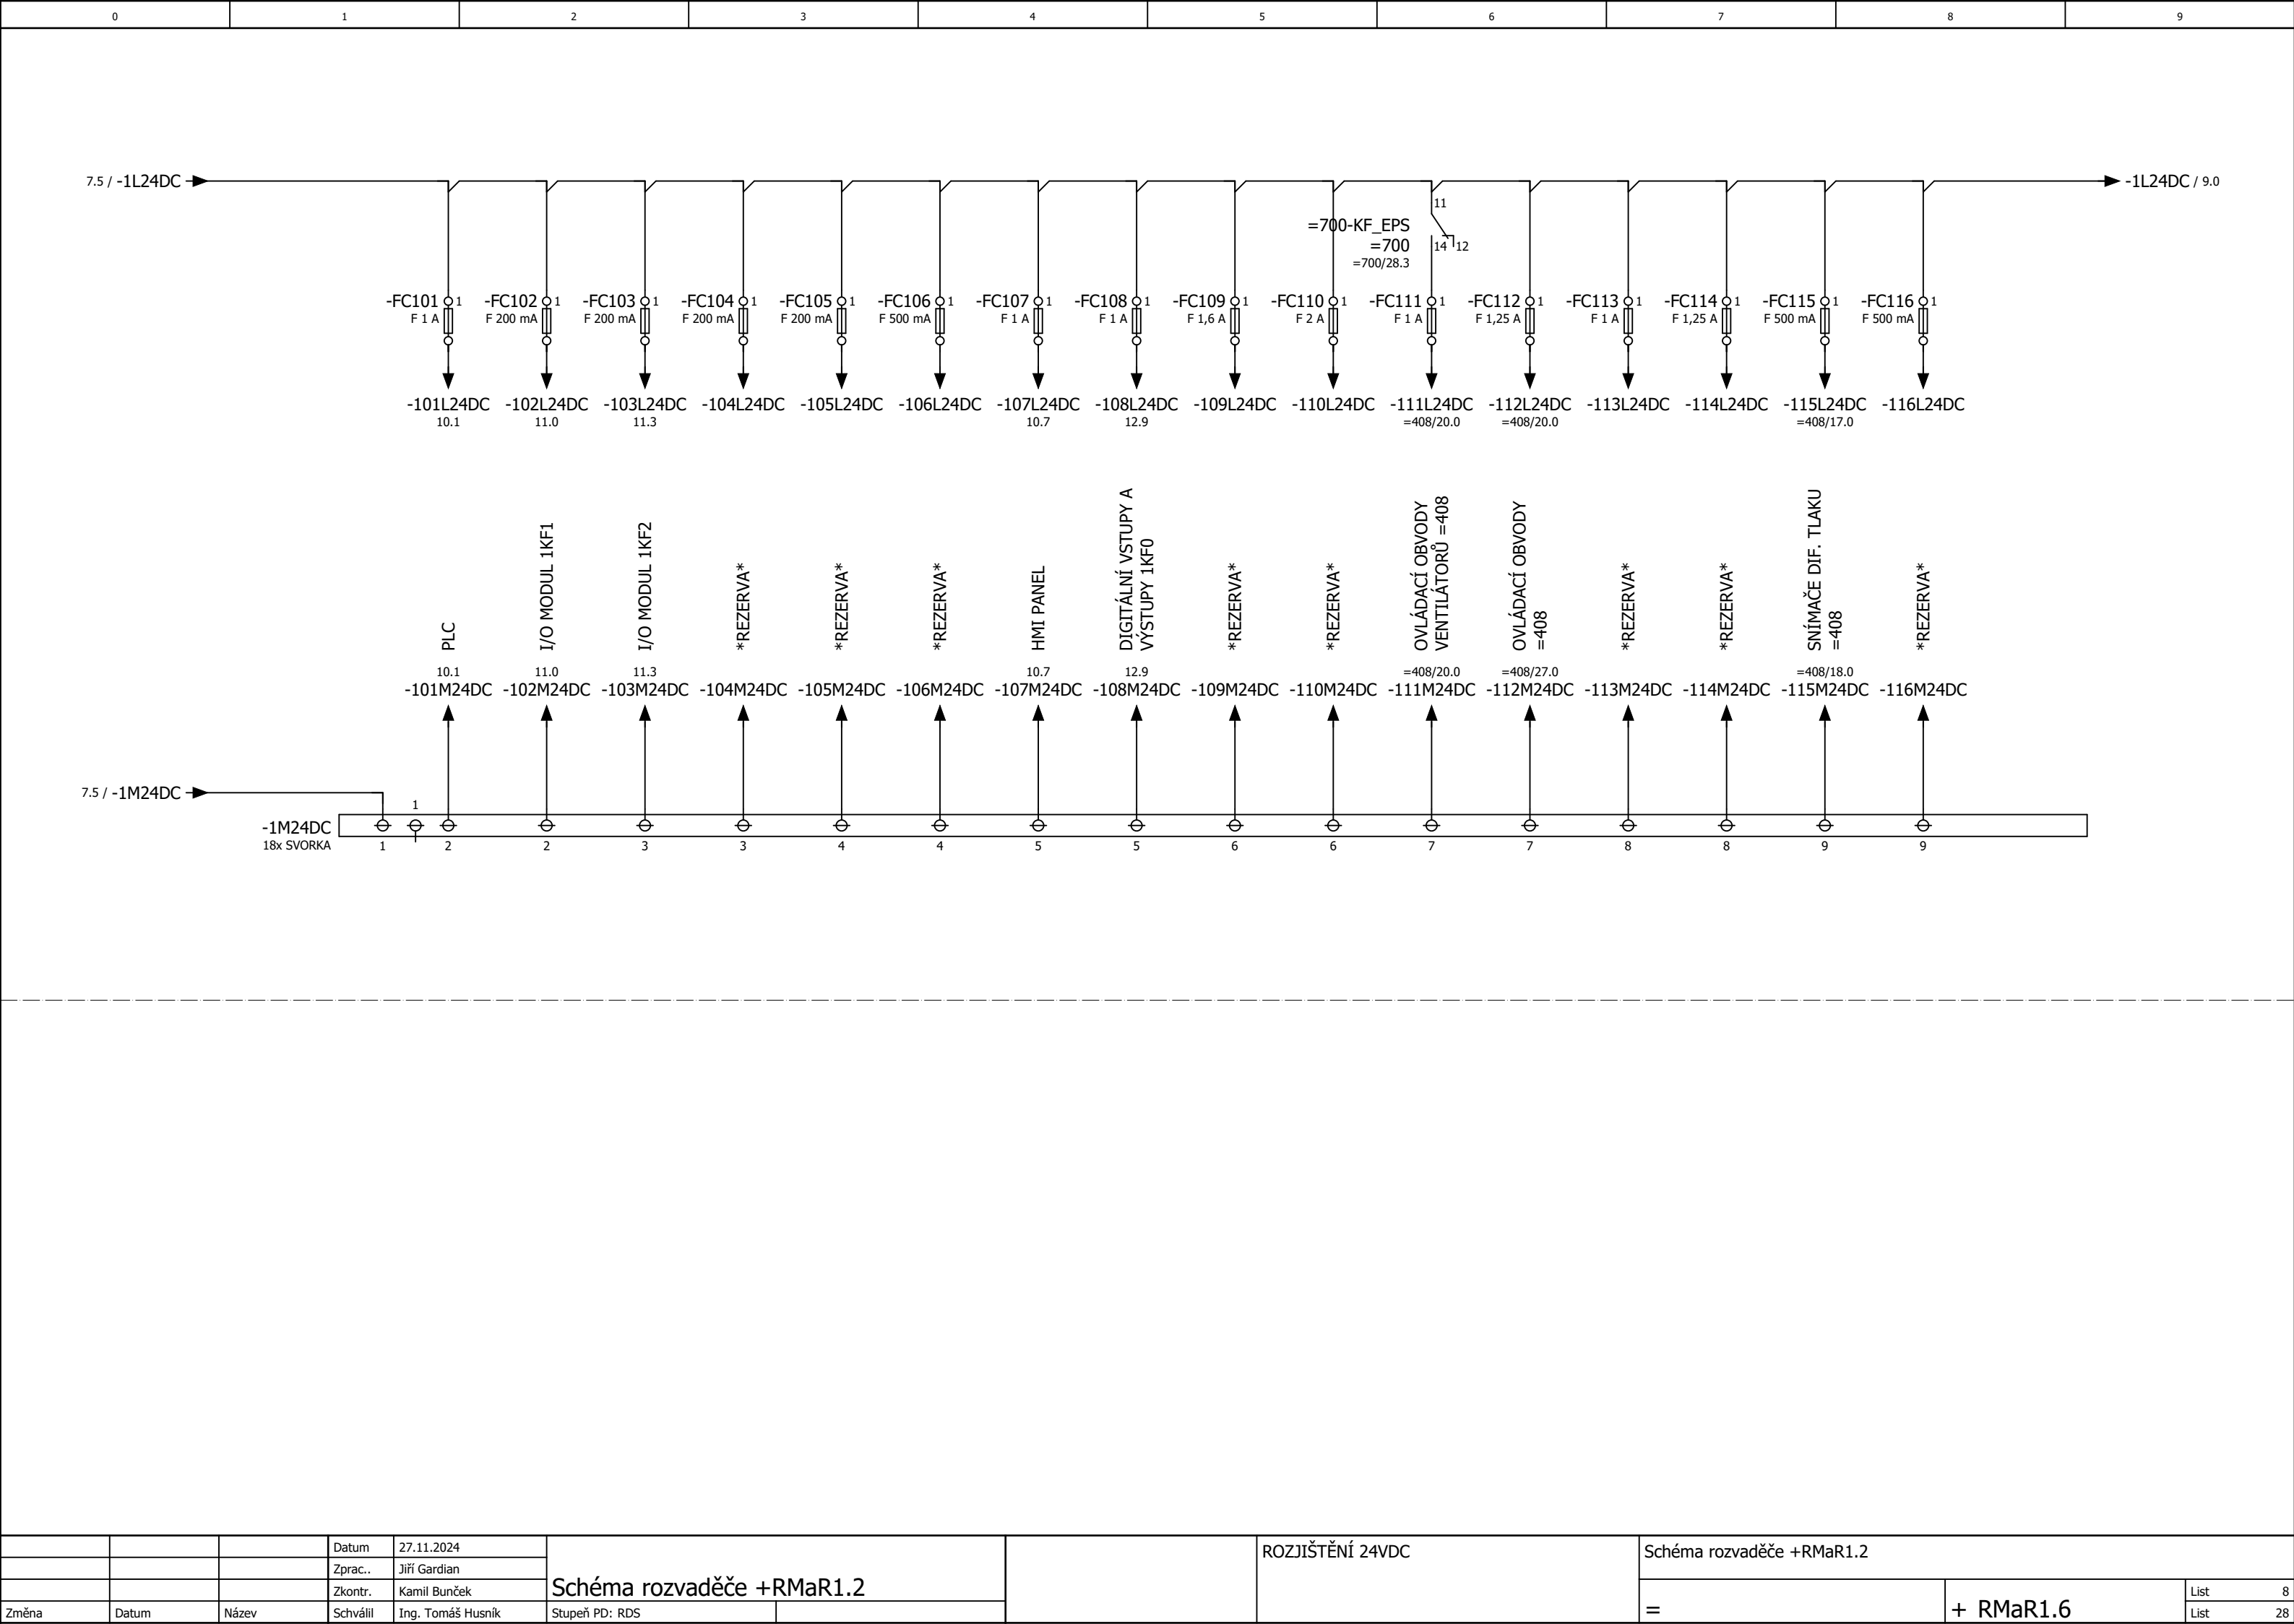 0 1 2 3 4 5 6 7 8 9
7.5 / -1L24DC
-1L24DC / 9.0
11
=700-KF_EPS
=700
14 12
=700/28.3
-FC101 1 -FC102 1 -FC103 1 -FC104 1 -FC105 1 -FC106 1 -FC107 1 -FC108 1 -FC109 1 -FC110 1 -FC111 1 -FC112 1 -FC113 1 -FC114 1 -FC115 1 -FC116 1
F 1 A F 200 mA F 200 mA F 200 mA F 200 mA F 500 mA F 1 A F 1 A F 1,6 A F 2 A F 1 A F 1,25 A F 1 A F 1,25 A F 500 mA F 500 mA
-101L24DC -102L24DC -103L24DC -104L24DC -105L24DC -106L24DC -107L24DC -108L24DC -109L24DC -110L24DC -111L24DC -112L24DC -113L24DC -114L24DC -115L24DC -116L24DC
10.1 11.0 11.3 10.7 12.9 =408/20.0 =408/20.0 =408/17.0
PLC
I/O MODUL 1KF1
I/O MODUL 1KF2
*REZERVA*
*REZERVA*
*REZERVA*
HMI PANEL
DIGITÁLNÍ VSTUPY A
VÝSTUPY 1KF0
*REZERVA*
*REZERVA*
OVLÁDACÍ OBVODY
VENTILÁTORŮ =408
OVLÁDACÍ OBVODY
=408
*REZERVA*
*REZERVA*
SNÍMAČE DIF. TLAKU
=408
*REZERVA*
10.1 11.0 11.3 10.7 12.9 =408/20.0 =408/27.0 =408/18.0
-101M24DC -102M24DC -103M24DC -104M24DC -105M24DC -106M24DC -107M24DC -108M24DC -109M24DC -110M24DC -111M24DC -112M24DC -113M24DC -114M24DC -115M24DC -116M24DC
7.5 / -1M24DC
1
-1M24DC
18x SVORKA 1 2 2 3 3 4 4 5 5 6 6 7 7 8 8 9 9
Datum 27.11.2024
Zprac.. Jiří Gardian
Zkontr. Kamil Bunček
Změna Datum Název Schválil Ing. Tomáš Husník
Schéma rozvaděče +RMaR1.2
Stupeň PD: RDS
ROZJIŠTĚNÍ 24VDC
Schéma rozvaděče +RMaR1.2
=
+ RMaR1.6
List 8
List 28